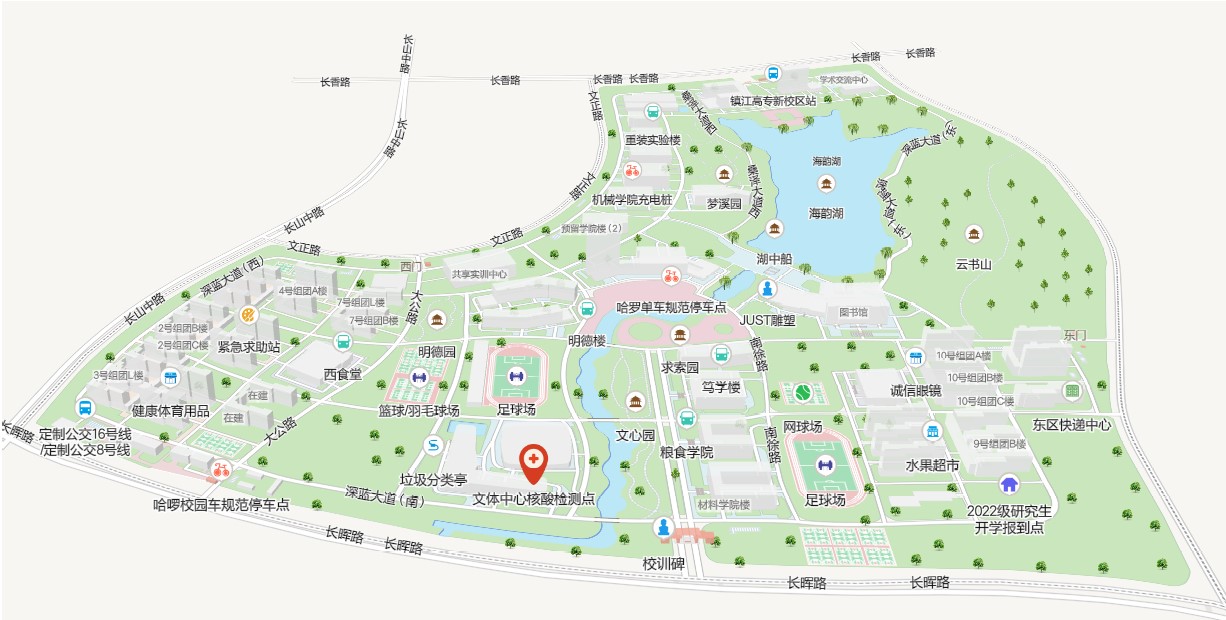 长山中路
长香路
长香路
长香路
长香路
长香路
长香路
学术交流中心
镇江高专新校区站
文正路
重装实验楼
长山中路
深蓝大道(东)
海韵湖
机械学院充电桩
梦溪园
海韵湖
文正路
长山中路
预留学院楼(2)
文正路
文正路
湖中船
云书山
深蓝大道(西)
西门
共享实训中心
4号组团A楼
7号组团L楼
大公路
哈罗单车规范停车点
图书馆
长山中路
7号组团B楼
JUST雕塑
2号组团B楼
2号组团C楼
紧急求助站
明德楼
南徐路
东门
明德园
10号组团A楼
3号组团L楼
西食堂
求索园
笃学楼
10号组团B楼
诚信眼镜
10号组团C楼
健康体育用品
在建
在建
篮球/羽毛球场
足球场
东区快递中心
长晖路
定制公交16号线
/定制公交8号线
大公路
文心园
网球场
南徐路
9号组团B楼
粮食学院
水果超市
垃圾分类亭
文体中心核酸检测点
深蓝大道(南)
哈啰校园车规范停车点
材料学院楼
足球场
2022级研究生
开学报到点
长晖路
长晖路
校训碑
长晖路
长晖路